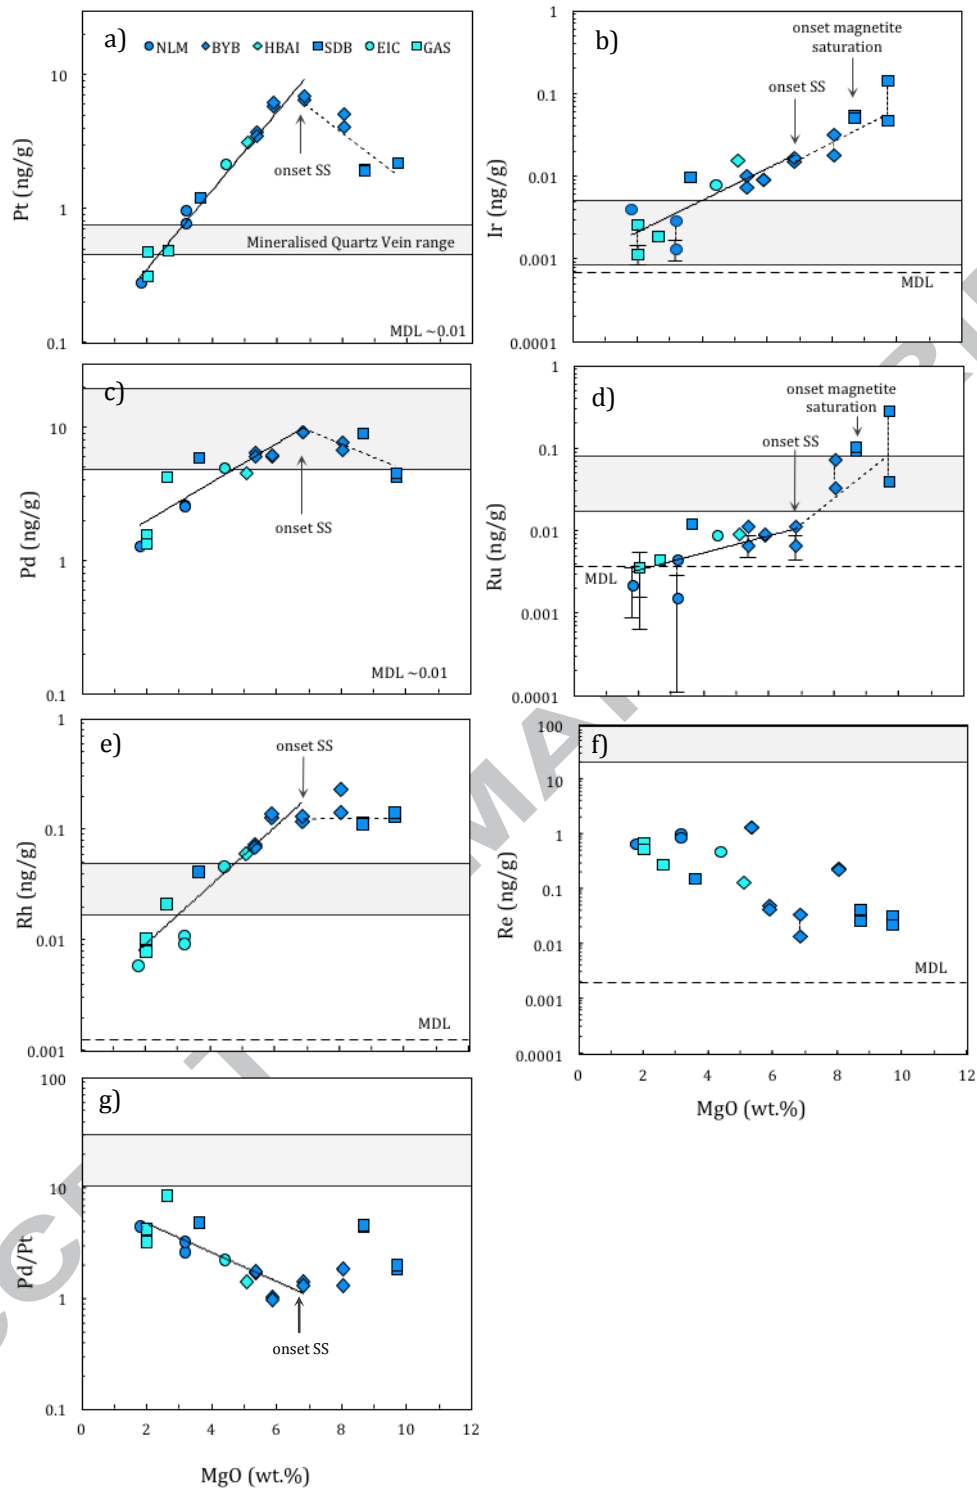 a)
NLM BYB HBAI SDB EIC GAS
10
1
0.1
Pt (ng/g)
onset SS
Mineralised Quartz Vein range
MDL ~0.01
b)
onset magnetite
saturation
onset SS
1
0.1
0.01
0.001
0.0001
Ir (ng/g)
MDL
c)
10
1
0.1
Pd (ng/g)
onset SS
MDL ~0.01
d)
onset magnetite
saturation
onset SS
1
0.1
0.01
0.001
0.0001
Ru (ng/g)
MDL
e)
onset SS
1
0.1
0.01
0.001
Rh (ng/g)
MDL
f)
100
10
1
0.1
0.01
0.001
0.0001
Re (ng/g)
MDL
0 2 4 6 8 10 12
MgO (wt.%)
g)
100
10
1
0.1
Pd/Pt
onset SS
0 2 4 6 8 10 12
MgO (wt.%)